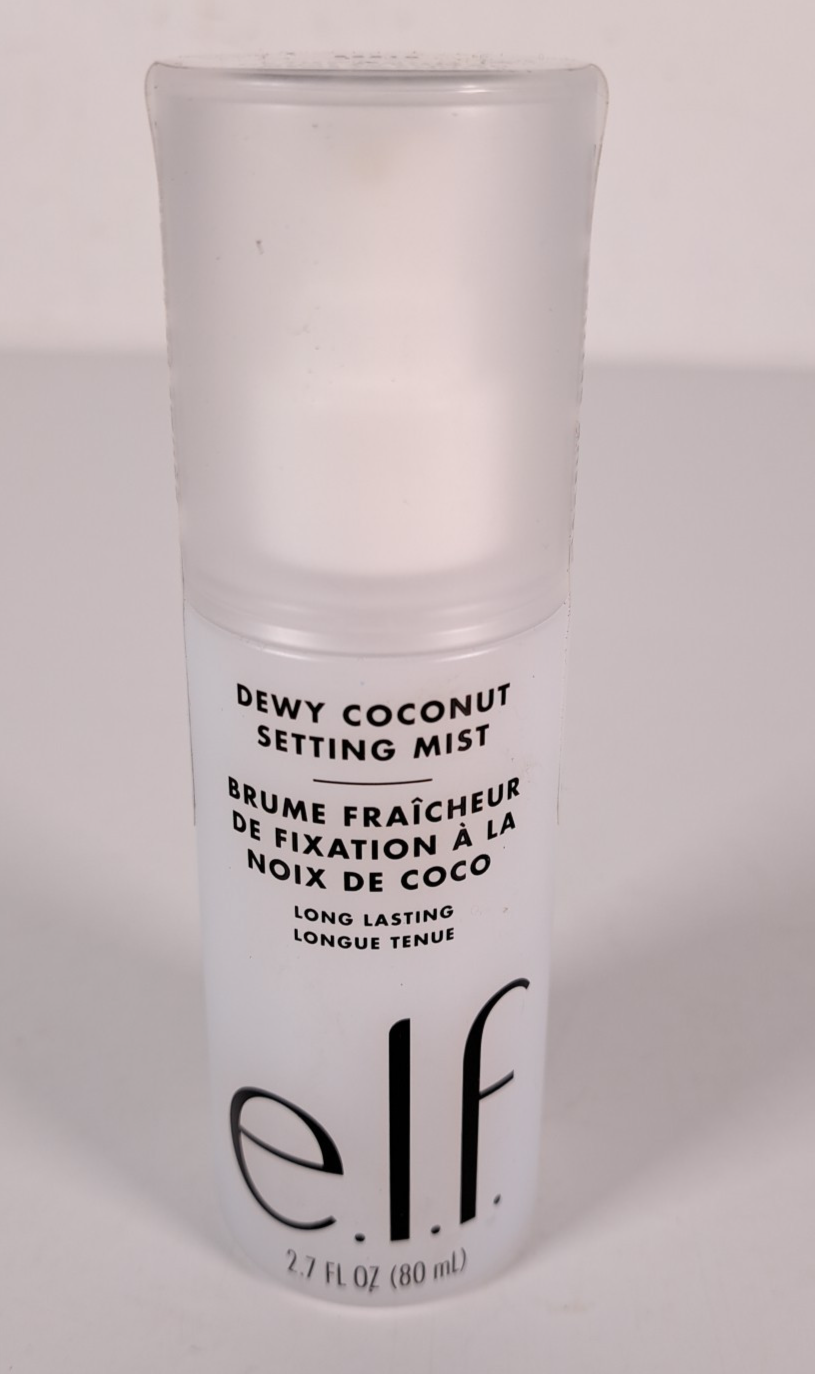 DEWY COCONUT
SETTING MIST
BRUME FRAÎCHEUR
DE FIXATION À LA
NOIX DE COCO
LONG LASTING
LONGUE TENUE
e.l.f.
2.7 FL OZ (80 mL)